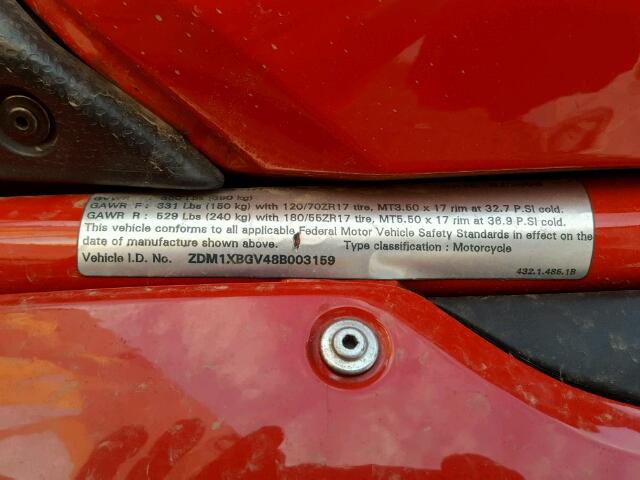 GAWR F : 331 Lbs (150 kg) with 120/70ZR17 tire, MT3.50 x 17 rim at 32.7 P.SI cold.
GAWR R : 529 Lbs (240 kg) with 180/55ZR17 tire, MT5.50 x 17 rim at 36.9 P.SI cold.
This vehicle conforms to all applicable Federal Motor Vehicle Safety Standards in effect on the
date of manufacture shown above. Type classification : Motorcycle
Vehicle I.D. No. ZDM1XBGV48B003159
432.1.485.1B